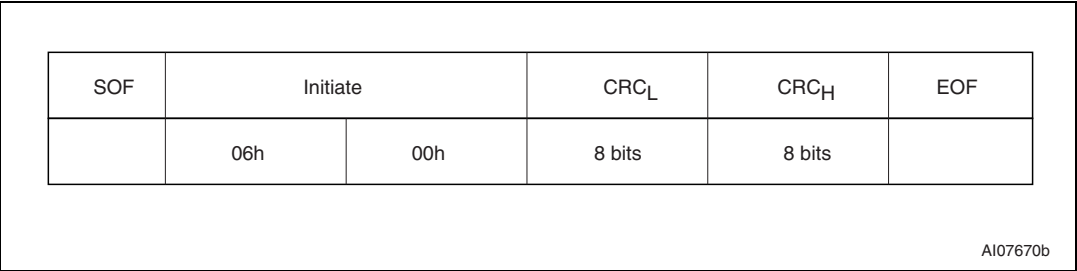 SOF Initiate CRCL CRCH EOF
06h 00h 8 bits 8 bits
AI07670b